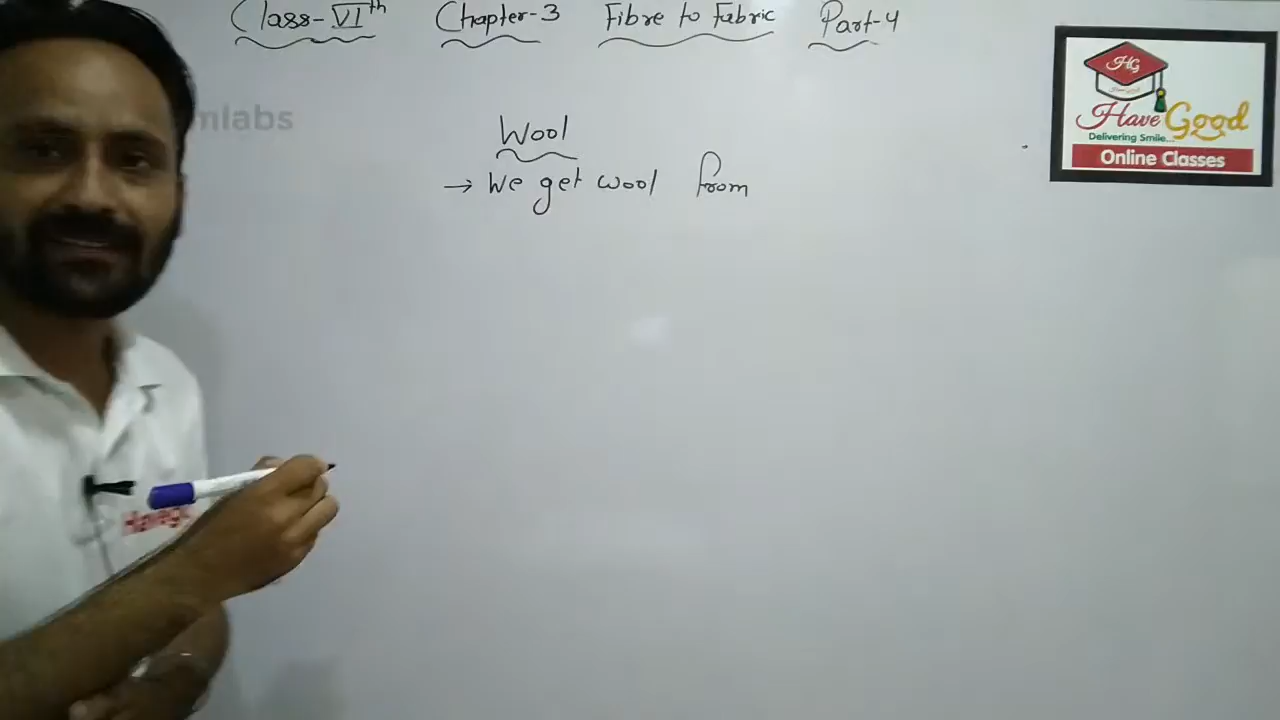 Class-VIth Chapter-3 Fibre to Fabric Part-4
mlabs
Wool
→ We get wool from
HG
Have Good
Delivering Smile...
Online Classes